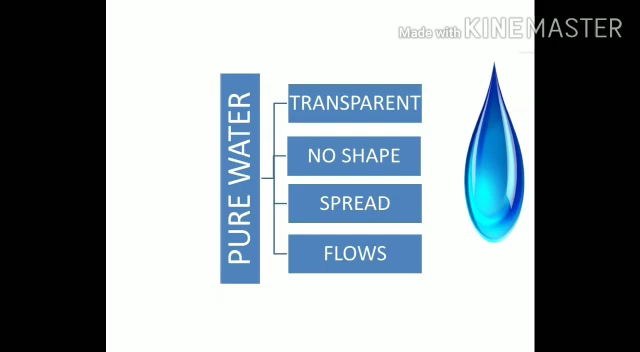 Made with KINEMASTER
PURE WATER
TRANSPARENT
NO SHAPE
SPREAD
FLOWS